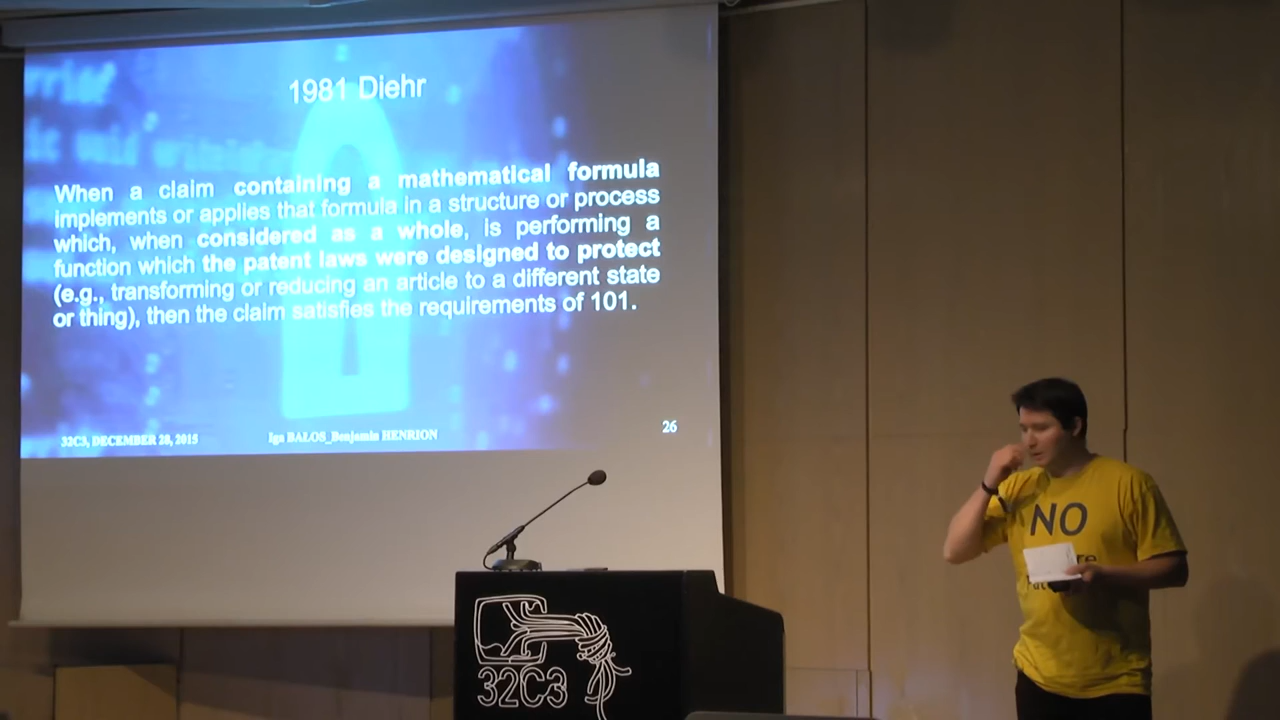 1981 Diehr
When a claim containing a mathematical formula
implements or applies that formula in a structure or process
which, when considered as a whole, is performing a
function which the patent laws were designed to protect
(e.g., transforming or reducing an article to a different state
or thing), then the claim satisfies the requirements of 101.
32C3, DECEMBER 28, 2015
Iga BAŁOS_Benjamin HENRION
26
NO
32C3